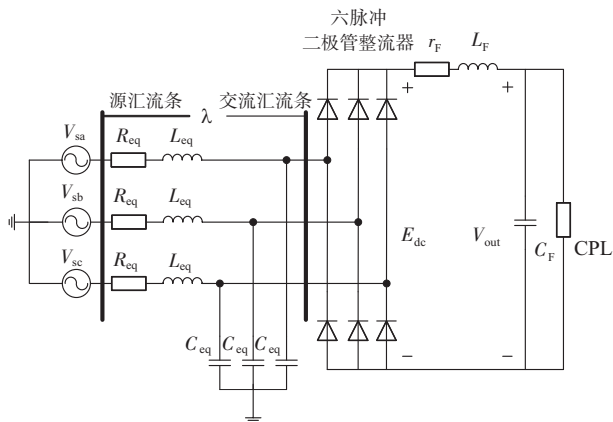 六脉冲
二极管整流器
r_F
L_F
源汇流条
λ
交流汇流条
V_sa
R_eq
L_eq
V_sb
R_eq
L_eq
V_sc
R_eq
L_eq
C_eq
C_eq
C_eq
+
E_dc
−
+
V_out
−
C_F
CPL